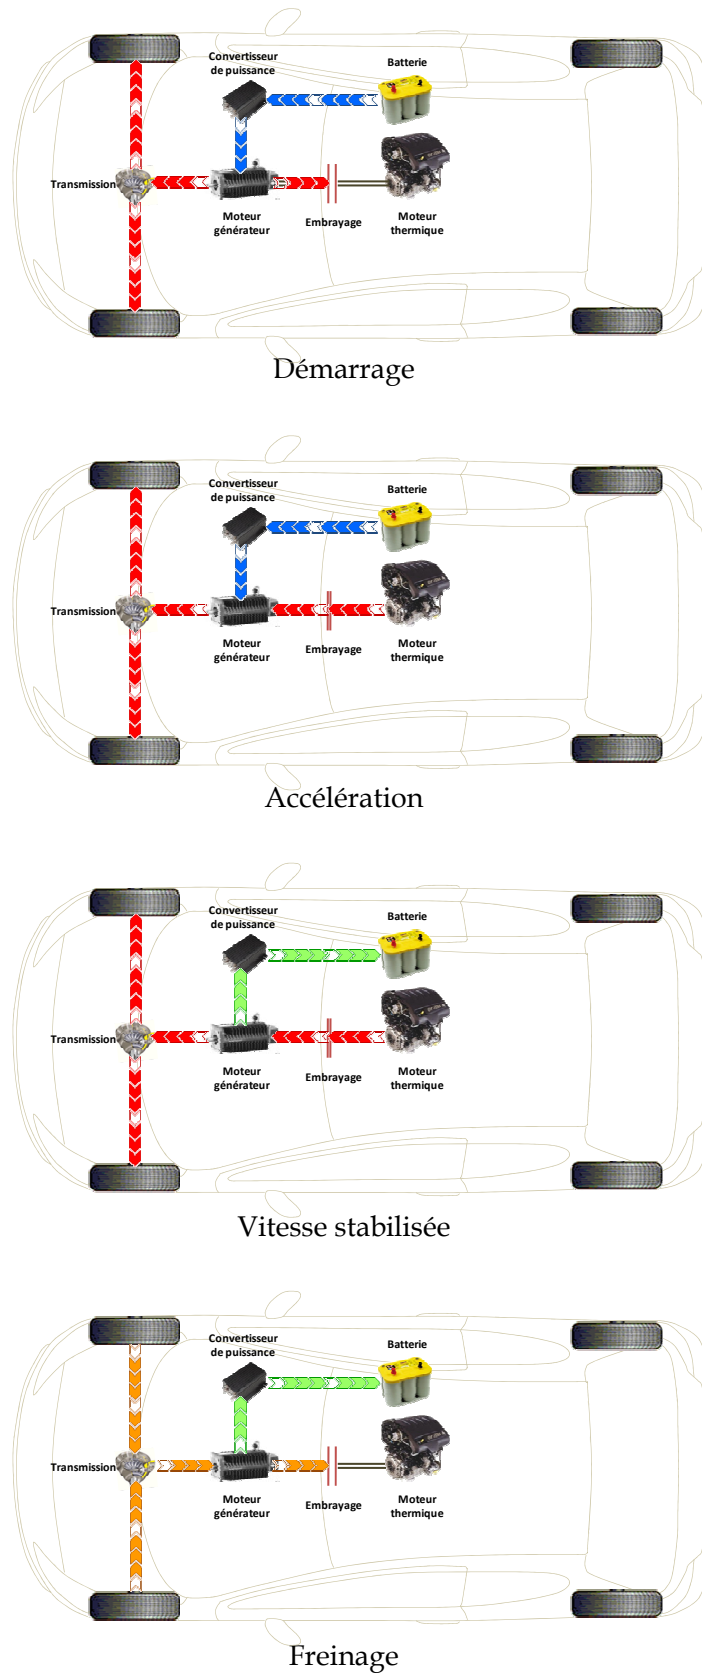 Convertisseur
de puissance
Batterie
Transmission
Moteur
générateur
Embrayage
Moteur
thermique
Démarrage
Convertisseur
de puissance
Batterie
Transmission
Moteur
générateur
Embrayage
Moteur
thermique
Accélération
Convertisseur
de puissance
Batterie
Transmission
Moteur
générateur
Embrayage
Moteur
thermique
Vitesse stabilisée
Convertisseur
de puissance
Batterie
Transmission
Moteur
générateur
Embrayage
Moteur
thermique
Freinage